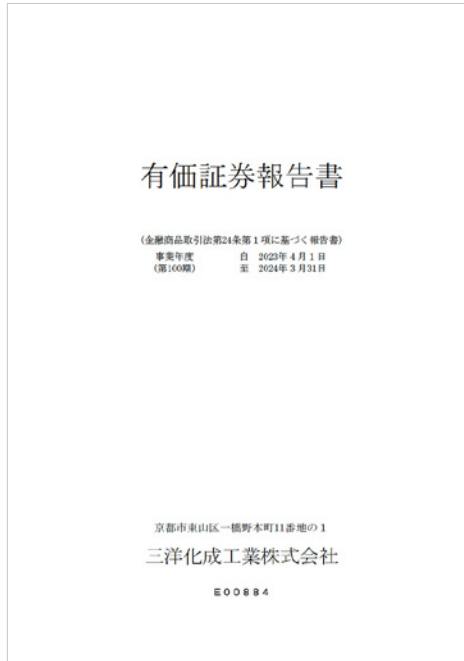 有価証券報告書
(金融商品取引法第24条第1項に基づく報告書)
事業年度 自 2023年4月1日
(第100期) 至 2024年3月31日
京都市東山区一橋野本町11番地の1
三洋化成工業株式会社
E00884